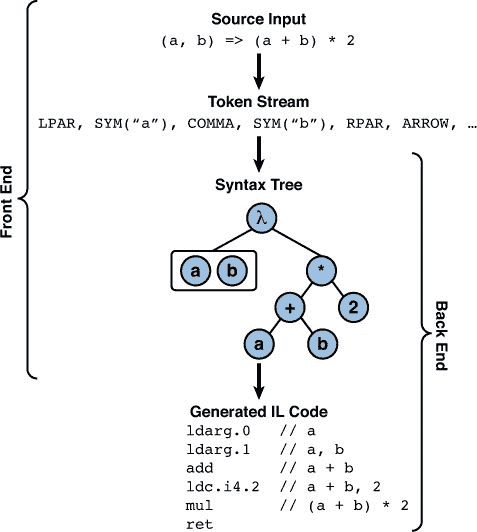 Source Input
(a, b) => (a + b) * 2
Token Stream
LPAR, SYM(“a”), COMMA, SYM(“b”), RPAR, ARROW, …
Syntax Tree
λ
a b *
+ 2
a b
Generated IL Code
ldarg.0 // a
ldarg.1 // a, b
add // a + b
ldc.i4.2 // a + b, 2
mul // (a + b) * 2
ret
Front End
Back End